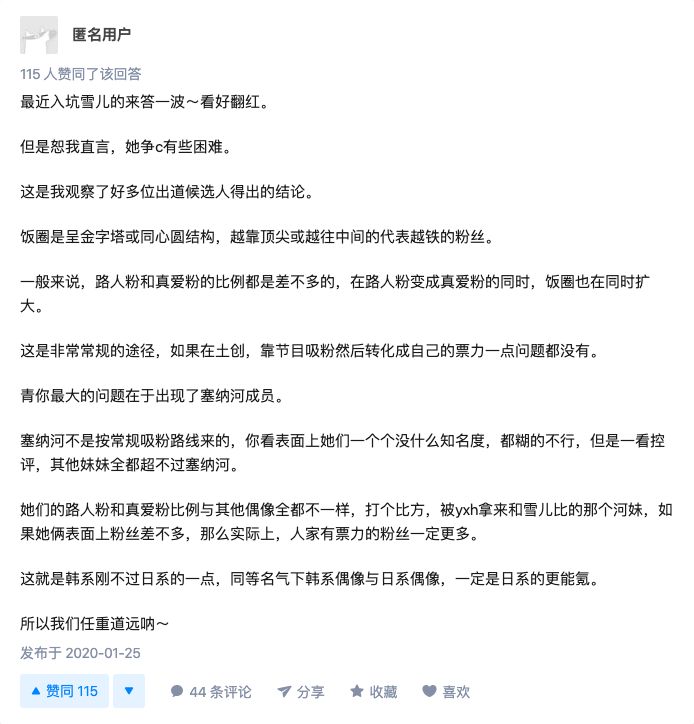 匿名用户
115 人赞同了该回答
最近入坑雪儿的来答一波～看好翻红。
但是恕我直言，她争c有些困难。
这是我观察了好多位出道候选人得出的结论。
饭圈是呈金字塔或同心圆结构，越靠顶尖或越往中间的代表越铁的粉丝。
一般来说，路人粉和真爱粉的比例都是差不多的，在路人粉变成真爱粉的同时，饭圈也在同时扩
大。
这是非常常规的途径，如果在土创，靠节目吸粉然后转化成自己的票力一点问题都没有。
青你最大的问题在于出现了塞纳河成员。
塞纳河不是按常规吸粉路线来的，你看表面上她们一个个没什么知名度，都糊的不行，但是一看控
评，其他妹妹全都超不过塞纳河。
她们的路人粉和真爱粉比例与其他偶像全都不一样，打个比方，被yxh拿来和雪儿比的那个河妹，如
果她俩表面上粉丝差不多，那么实际上，人家有票力的粉丝一定更多。
这就是韩系刚不过日系的一点，同等名气下韩系偶像与日系偶像，一定是日系的更能氪。
所以我们任重道远呐～
发布于 2020-01-25
赞同 115 44 条评论 分享 收藏 喜欢